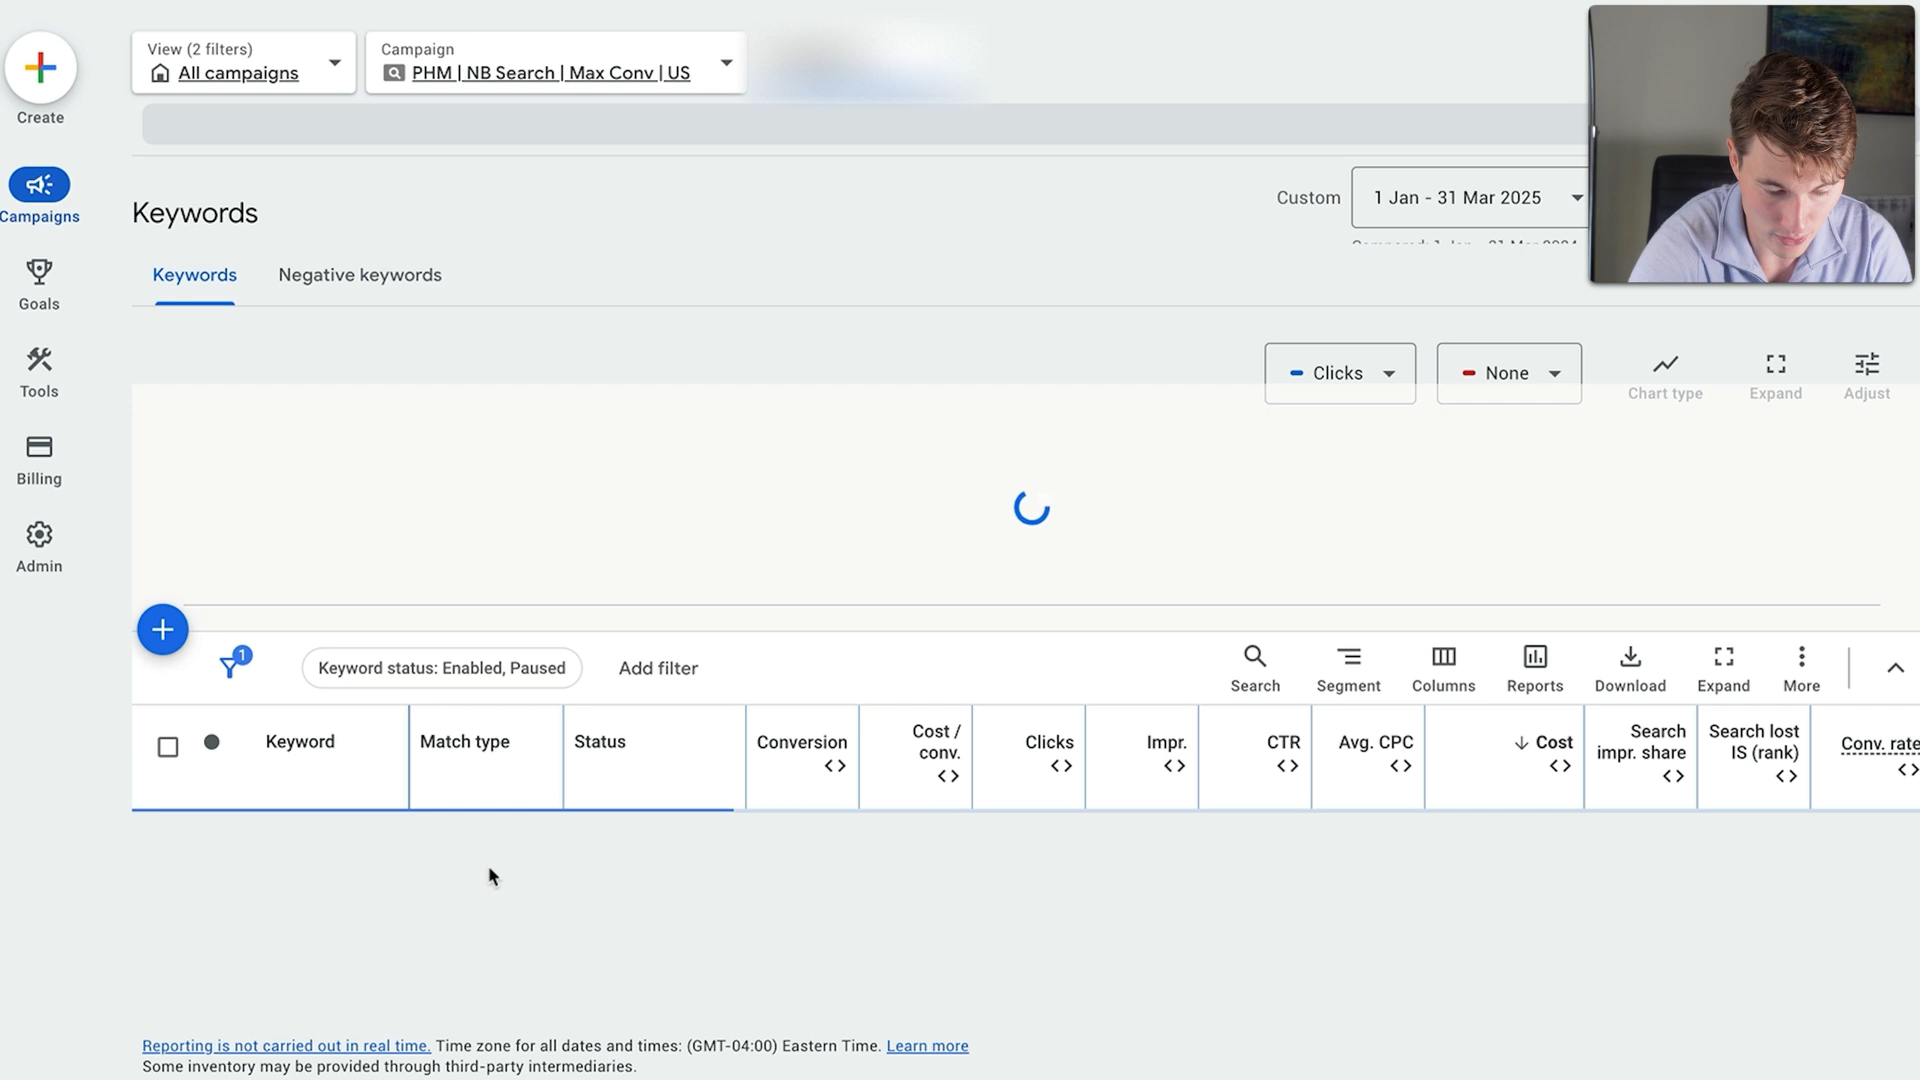 View (2 filters)
All campaigns
Campaign
PHM | NB Search | Max Conv | US
Create
Campaigns
Goals
Tools
Billing
Admin
Keywords
Custom
1 Jan - 31 Mar 2025
Keywords
Negative keywords
Clicks
None
Chart type
Expand
Adjust
1
Keyword status: Enabled, Paused
Add filter
Search
Segment
Columns
Reports
Download
Expand
More
Keyword
Match type
Status
Conversion
Cost /
conv.
Clicks
Impr.
CTR
Avg. CPC
Cost
Search
impr. share
Search lost
IS (rank)
Conv. rate
Reporting is not carried out in real time. Time zone for all dates and times: (GMT-04:00) Eastern Time. Learn more
Some inventory may be provided through third-party intermediaries.